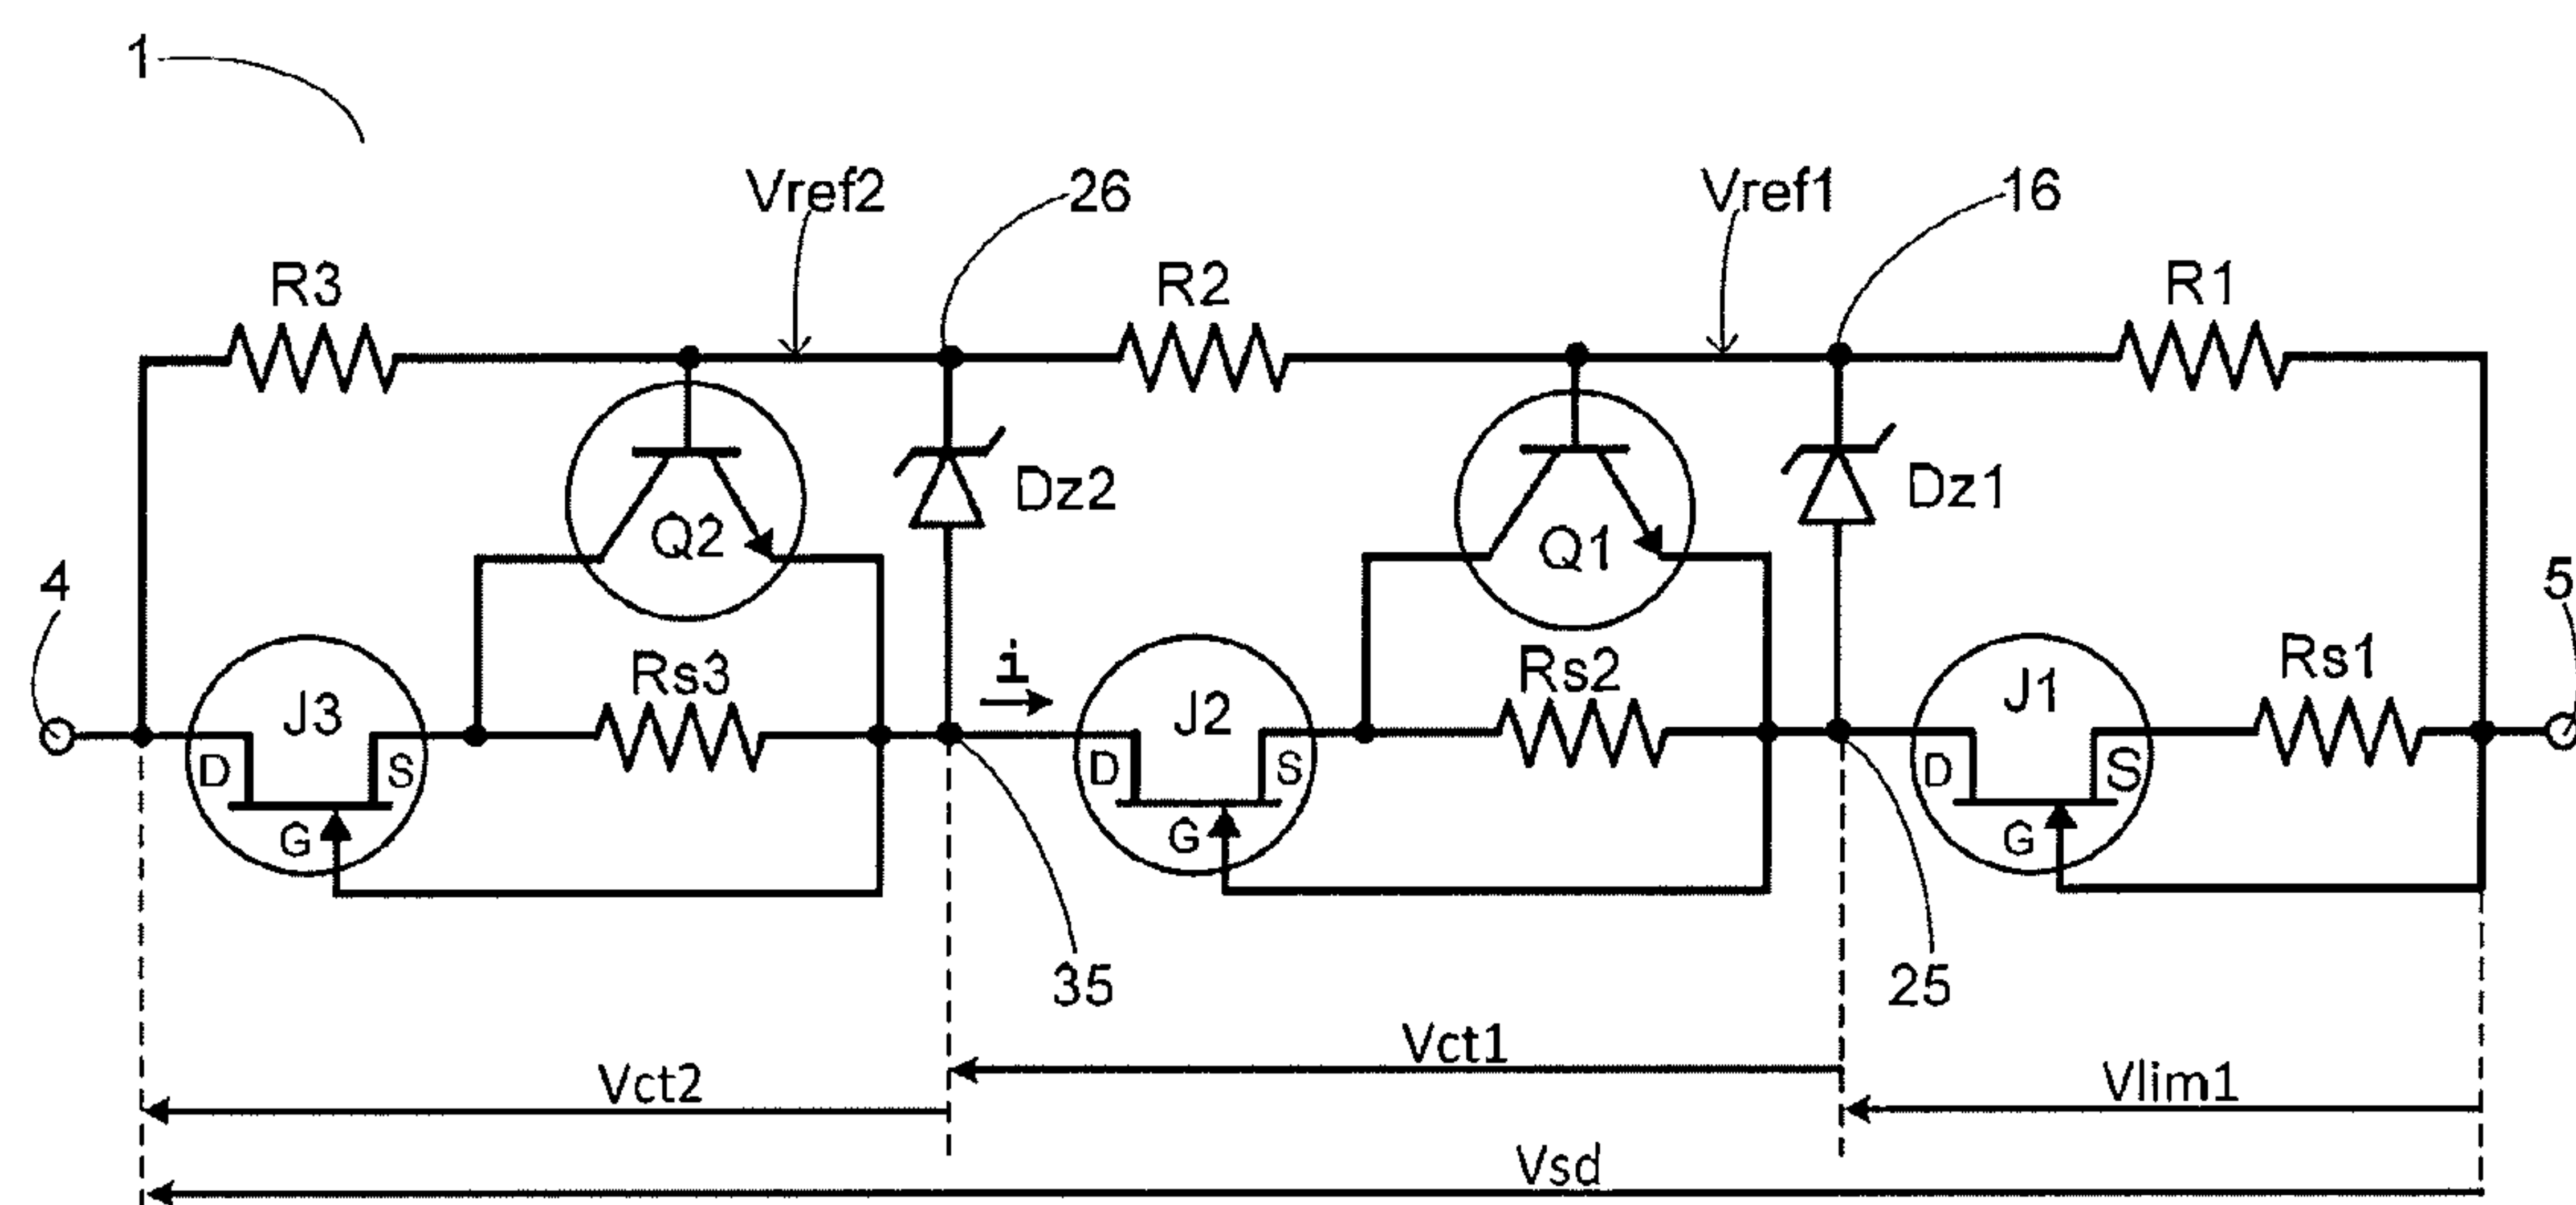 1
Vref2
26
Vref1
16
R3
R2
R1
Dz2
Dz1
Q2
Q1
4
5
J3
Rs3
i
J2
Rs2
J1
Rs1
D
S
D
S
D
S
G
G
G
35
25
Vct1
Vct2
Vlim1
Vsd